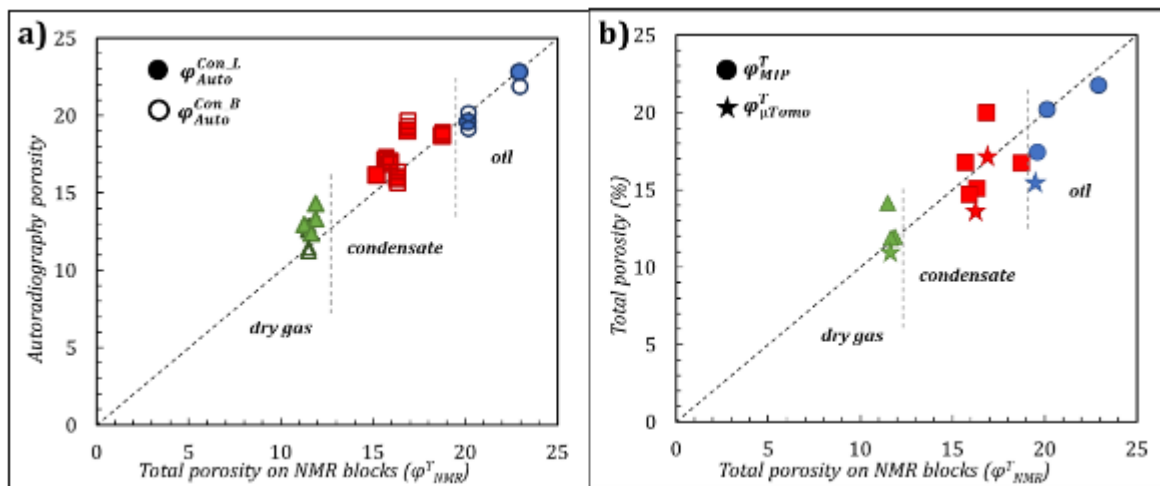 a)
φ^{Con_L}_{Auto}
φ^{Con_B}_{Auto}
oil
condensate
dry gas
Autoradiography porosity
25
20
15
10
5
0
0 5 10 15 20 25
Total porosity on NMR blocks (φ^T_{NMR})
b)
φ^T_{MIP}
φ^T_{μTomo}
oil
condensate
dry gas
Total porosity (%)
25
20
15
10
5
0
0 5 10 15 20 25
Total porosity on NMR blocks (φ^T_{NMR})